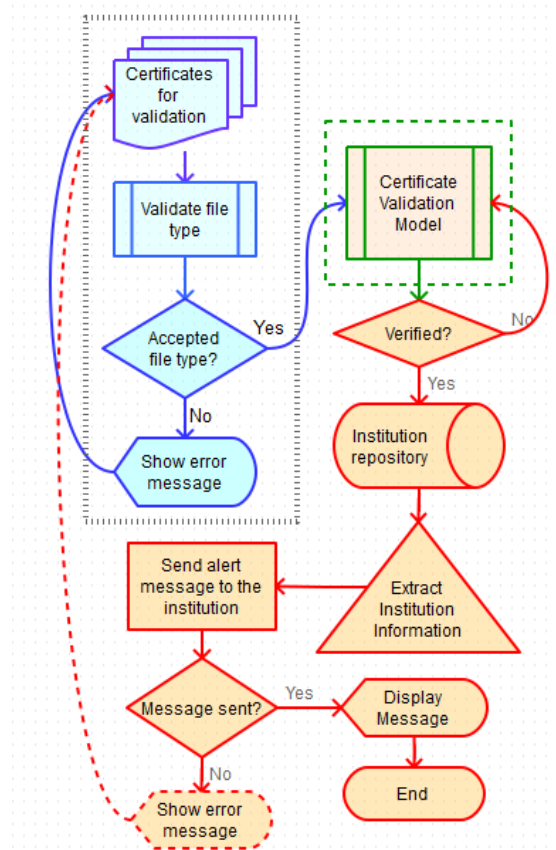 Certificates
for
validation
Validate file
type
Accepted
file type?
Yes
No
Show error
message
Certificate
Validation
Model
Verified?
No
Yes
Institution
repository
Extract
Institution
Information
Send alert
message to the
institution
Message sent?
Yes
No
Display
Message
End
Show error
message